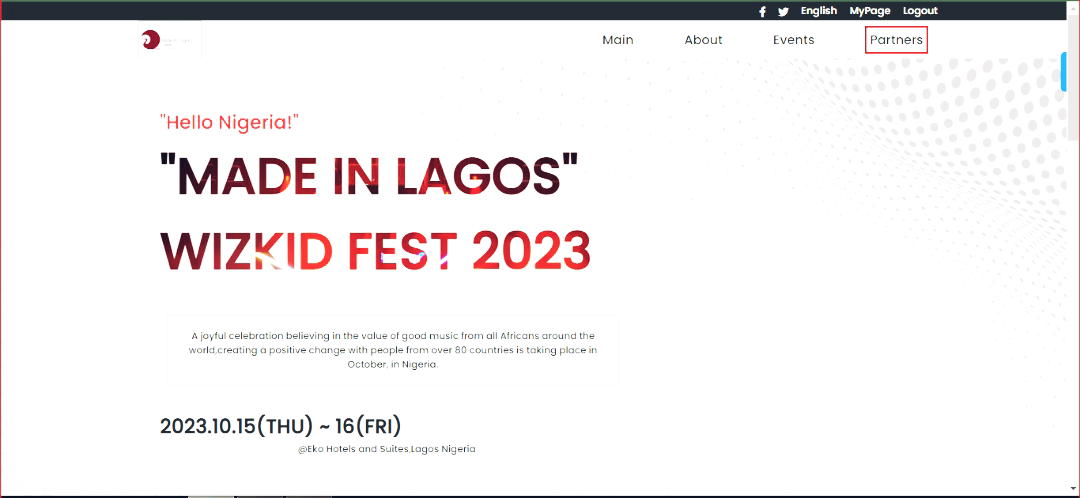 English MyPage Logout
Main About Events Partners
"Hello Nigeria!"
"MADE IN LAGOS"
WIZKID FEST 2023
A joyful celebration believing in the value of good music from all Africans around the
world,creating a positive change with people from over 80 countries is taking place in
October, in Nigeria.
2023.10.15(THU) ~ 16(FRI)
@Eko Hotels and Suites,Lagos Nigeria